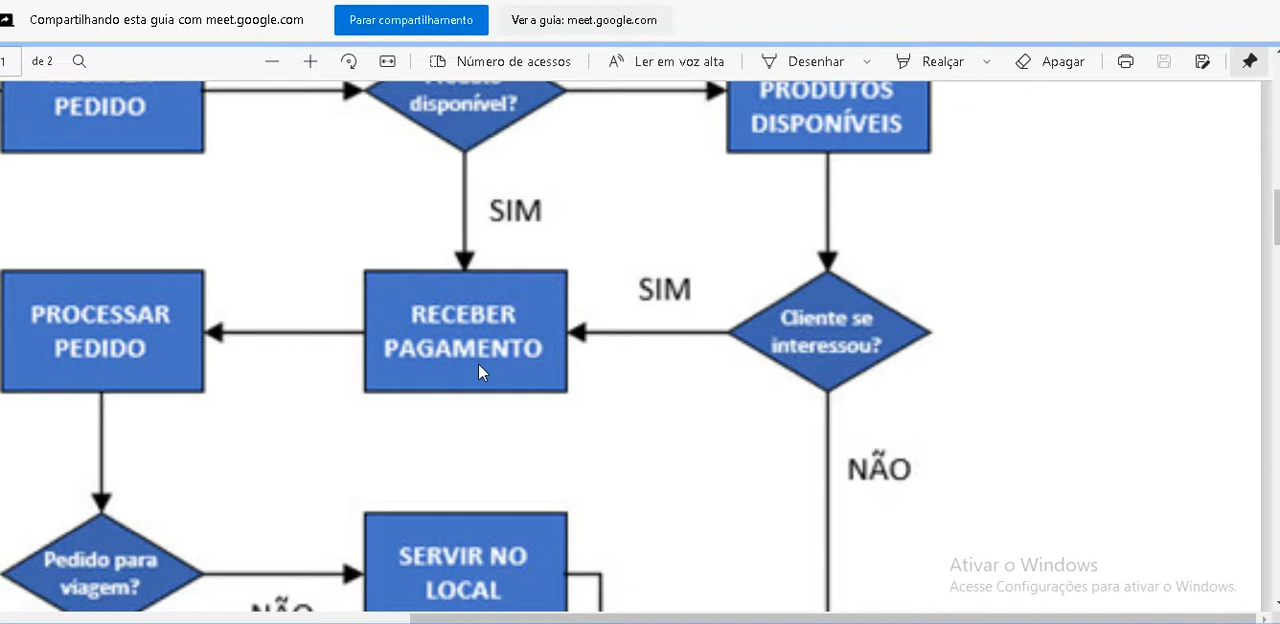 Compartilhando esta guia com meet.google.com
Parar compartilhamento
Ver a guia: meet.google.com
1 de 2
Número de acessos
Ler em voz alta
Desenhar
Realçar
Apagar
PEDIDO
disponível?
PRODUTOS
DISPONÍVEIS
SIM
PROCESSAR
PEDIDO
RECEBER
PAGAMENTO
SIM
Cliente se
interessou?
NÃO
Pedido para
viagem?
NÃO
SERVIR NO
LOCAL
Ativar o Windows
Acesse Configurações para ativar o Windows.